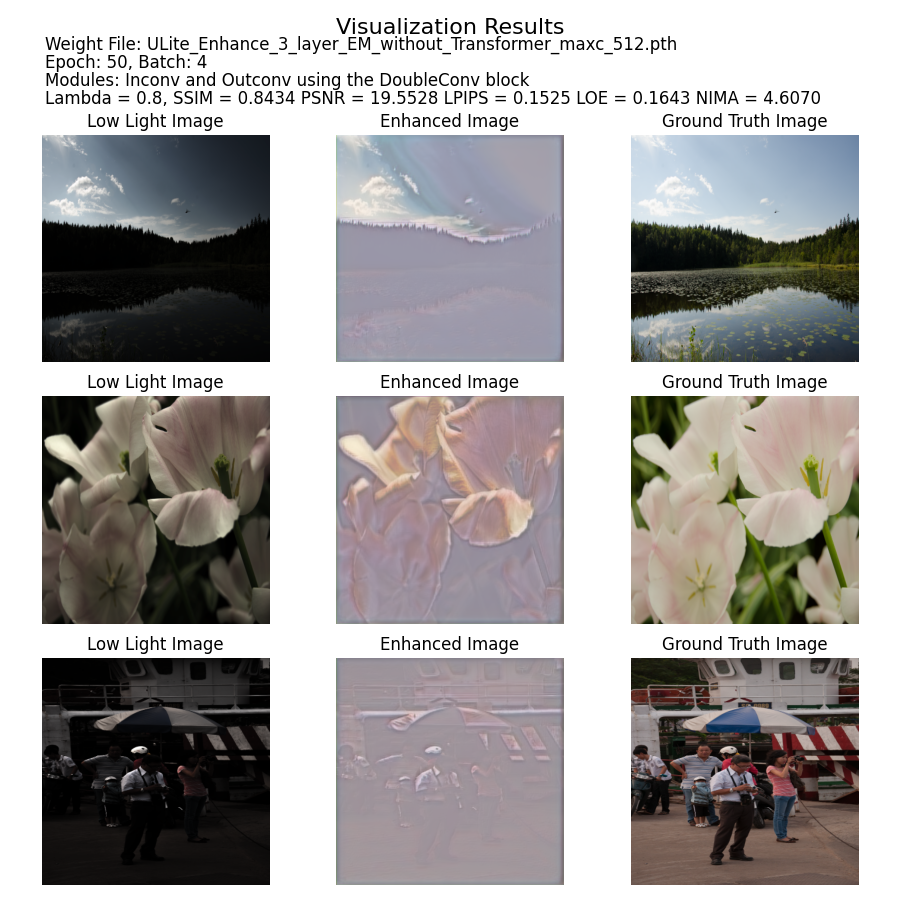 Visualization Results
Weight File: ULite_Enhance_3_layer_EM_without_Transformer_maxc_512.pth
Epoch: 50, Batch: 4
Modules: Inconv and Outconv using the DoubleConv block
Lambda = 0.8, SSIM = 0.8434 PSNR = 19.5528 LPIPS = 0.1525 LOE = 0.1643 NIMA = 4.6070
Low Light Image
Enhanced Image
Ground Truth Image
Low Light Image
Enhanced Image
Ground Truth Image
Low Light Image
Enhanced Image
Ground Truth Image